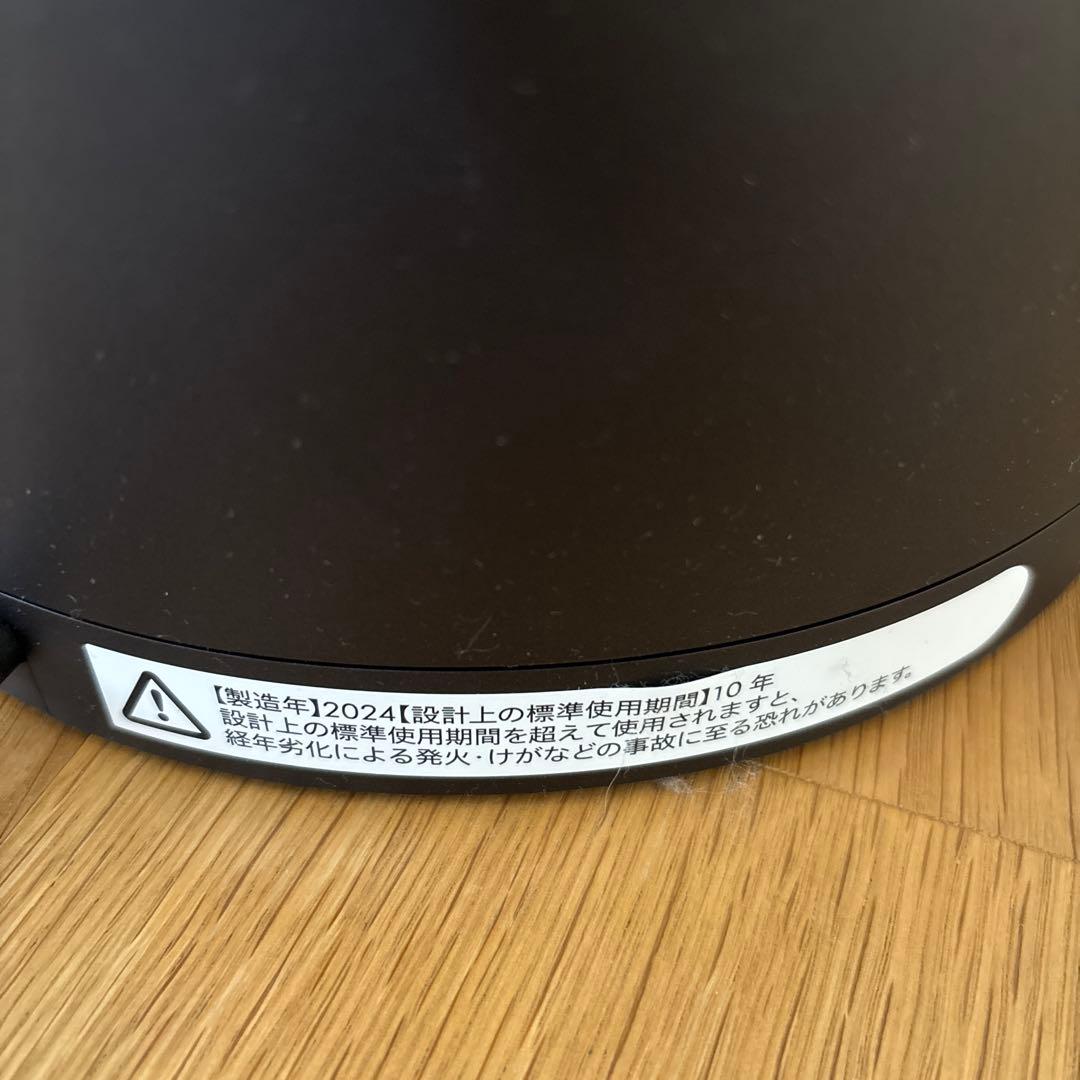 【製造年】2024【設計上の標準使用期間】10 年
設計上の標準使用期間を超えて使用されますと、
経年劣化による発火・けがなどの事故に至る恐れがあります。